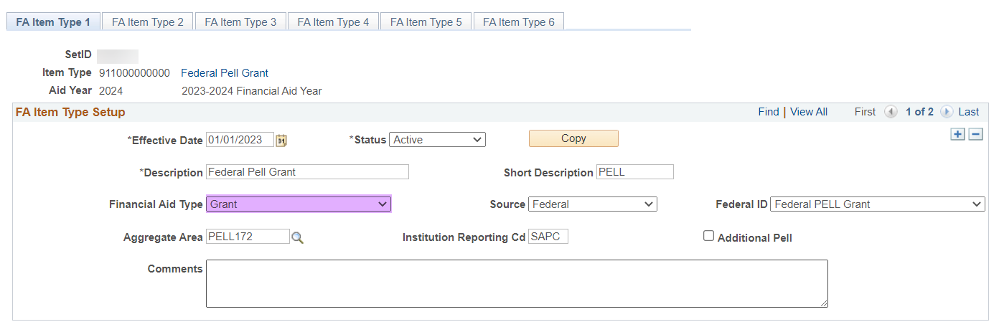 FA Item Type 1 FA Item Type 2 FA Item Type 3 FA Item Type 4 FA Item Type 5 FA Item Type 6
SetID
Item Type 911000000000 Federal Pell Grant
Aid Year 2024 2023-2024 Financial Aid Year
FA Item Type Setup Find | View All First 1 of 2 Last
*Effective Date 01/01/2023 31 *Status Active Copy
*Description Federal Pell Grant Short Description PELL
Financial Aid Type Grant Source Federal Federal ID Federal PELL Grant
Aggregate Area PELL172 Institution Reporting Cd SAPC Additional Pell
Comments